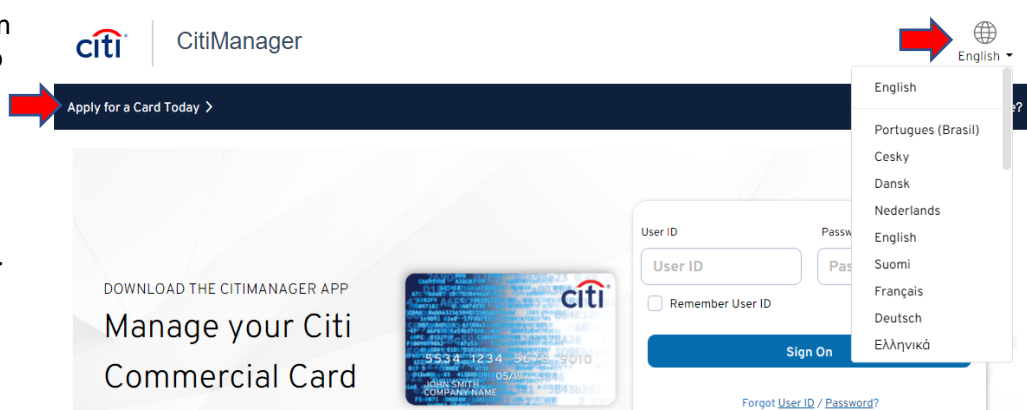 citi CitiManager
English
Apply for a Card Today >
English
Portugues (Brasil)
Cesky
Dansk
Nederlands
English
Suomi
Français
Deutsch
Ελληνικά
User ID
User ID
Remember User ID
Sign On
Forgot User ID / Password?
DOWNLOAD THE CITIMANAGER APP
Manage your Citi
Commercial Card
citi
5534 1234 5678 9010
05/19
JOHN SMITH
COMPANY NAME